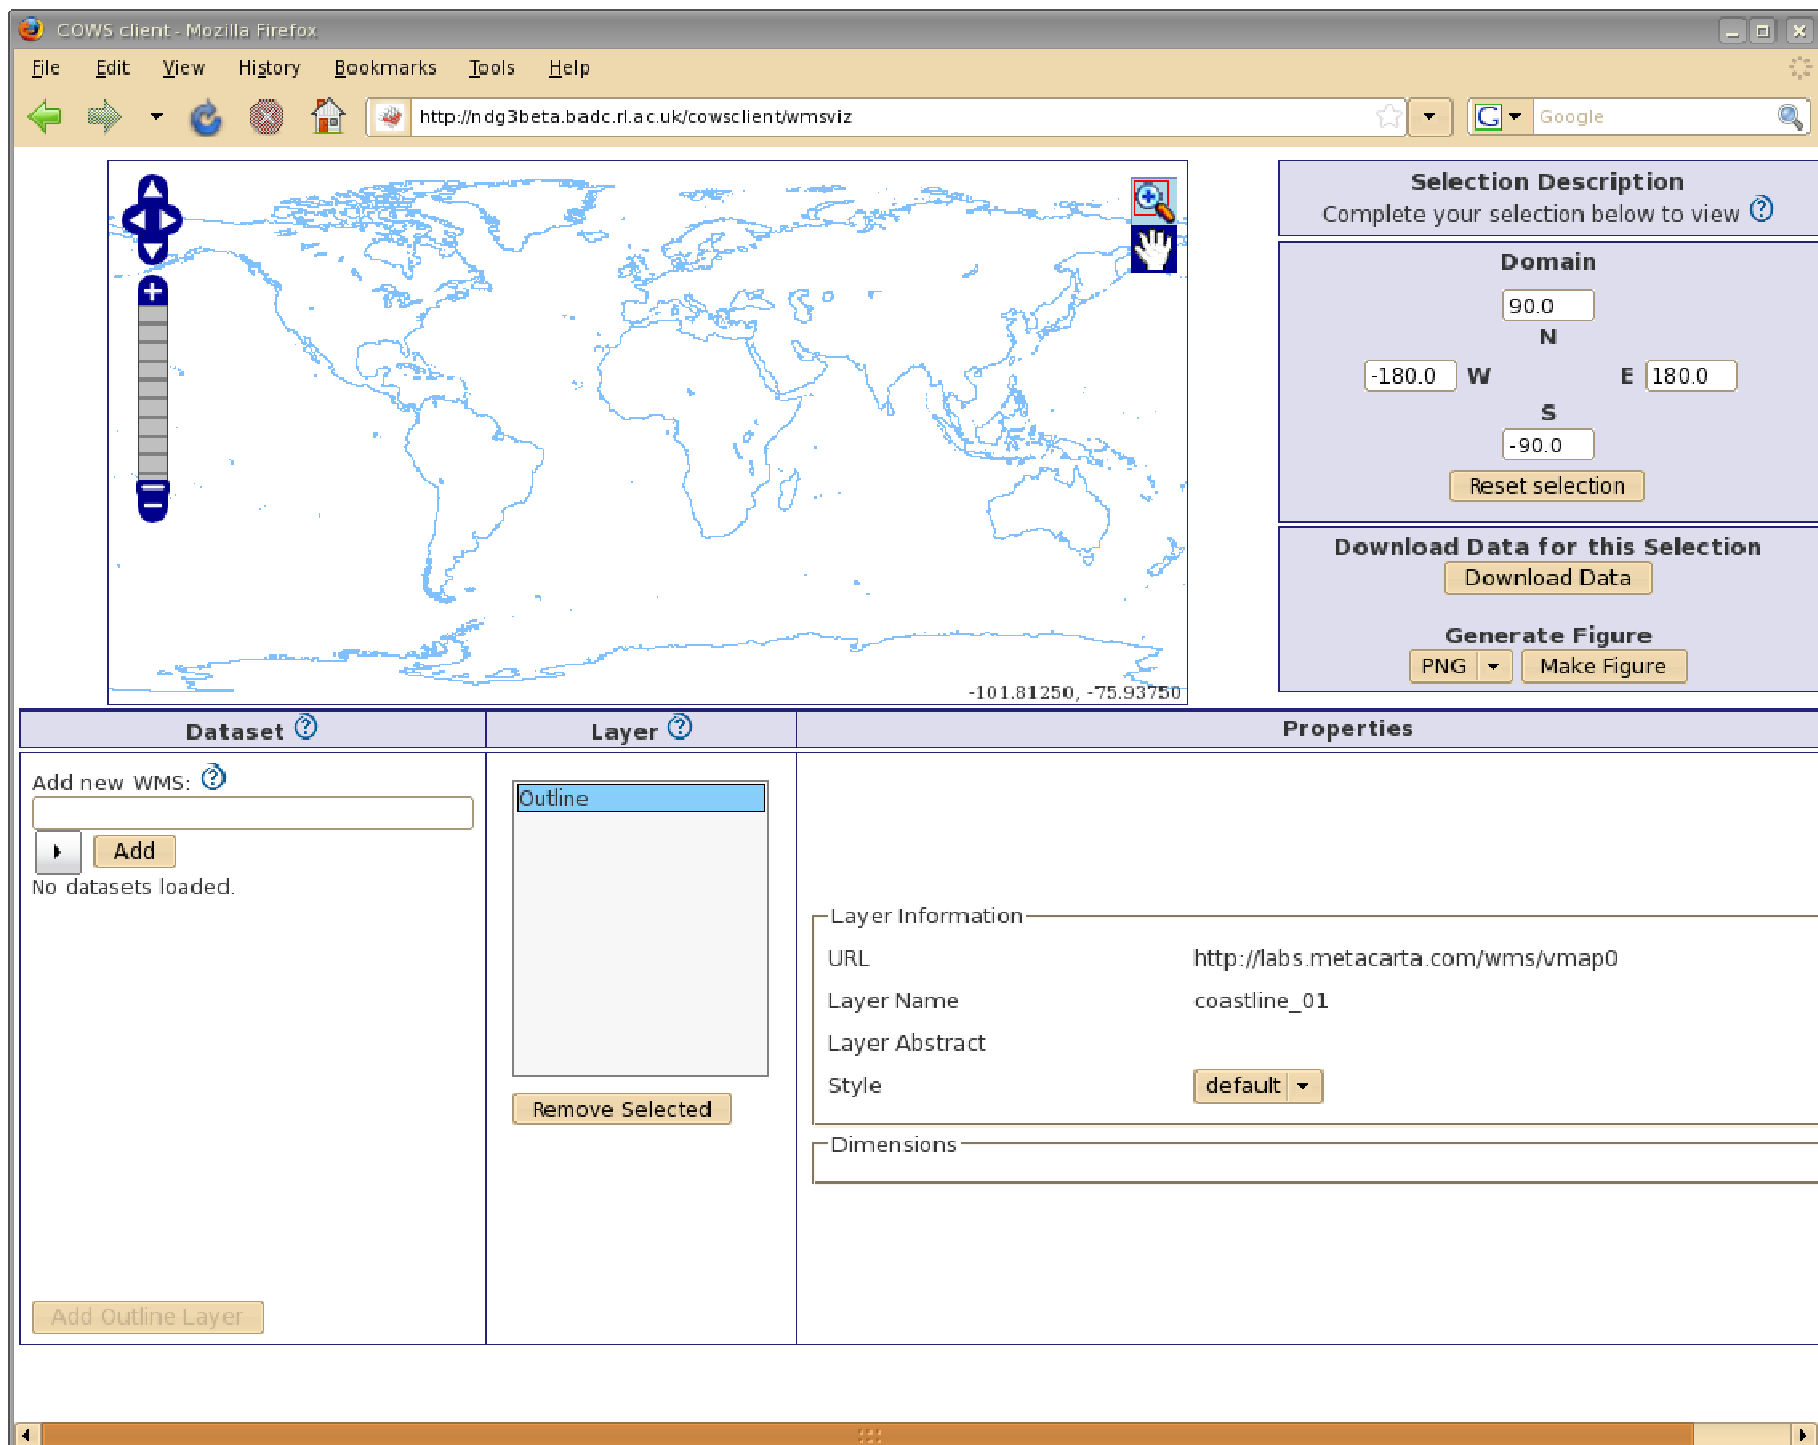 COWS client - Mozilla Firefox
File Edit View History Bookmarks Tools Help
http://ndg3beta.badc.rl.ac.uk/cowsclient/wmsviz
G Google
-101.81250, -75.93750
Selection Description
Complete your selection below to view ?
Domain
90.0
N
-180.0 W E 180.0
S
-90.0
Reset selection
Download Data for this Selection
Download Data
Generate Figure
PNG Make Figure
Dataset ? Layer ? Properties
Add new WMS: ?
Add
No datasets loaded.
Add Outline Layer
Outline
Remove Selected
Layer Information
URL http://labs.metacarta.com/wms/vmap0
Layer Name coastline_01
Layer Abstract
Style default
Dimensions